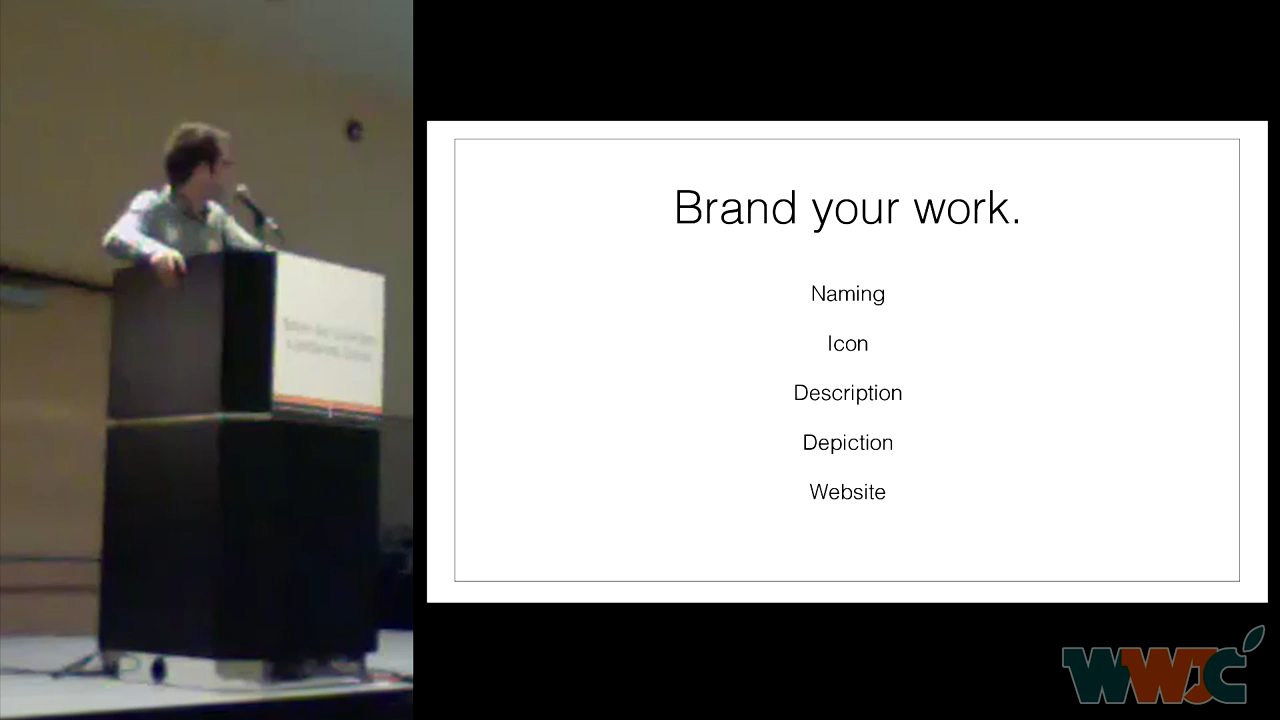 Brand your work.
Naming
Icon
Description
Depiction
Website
WWJC